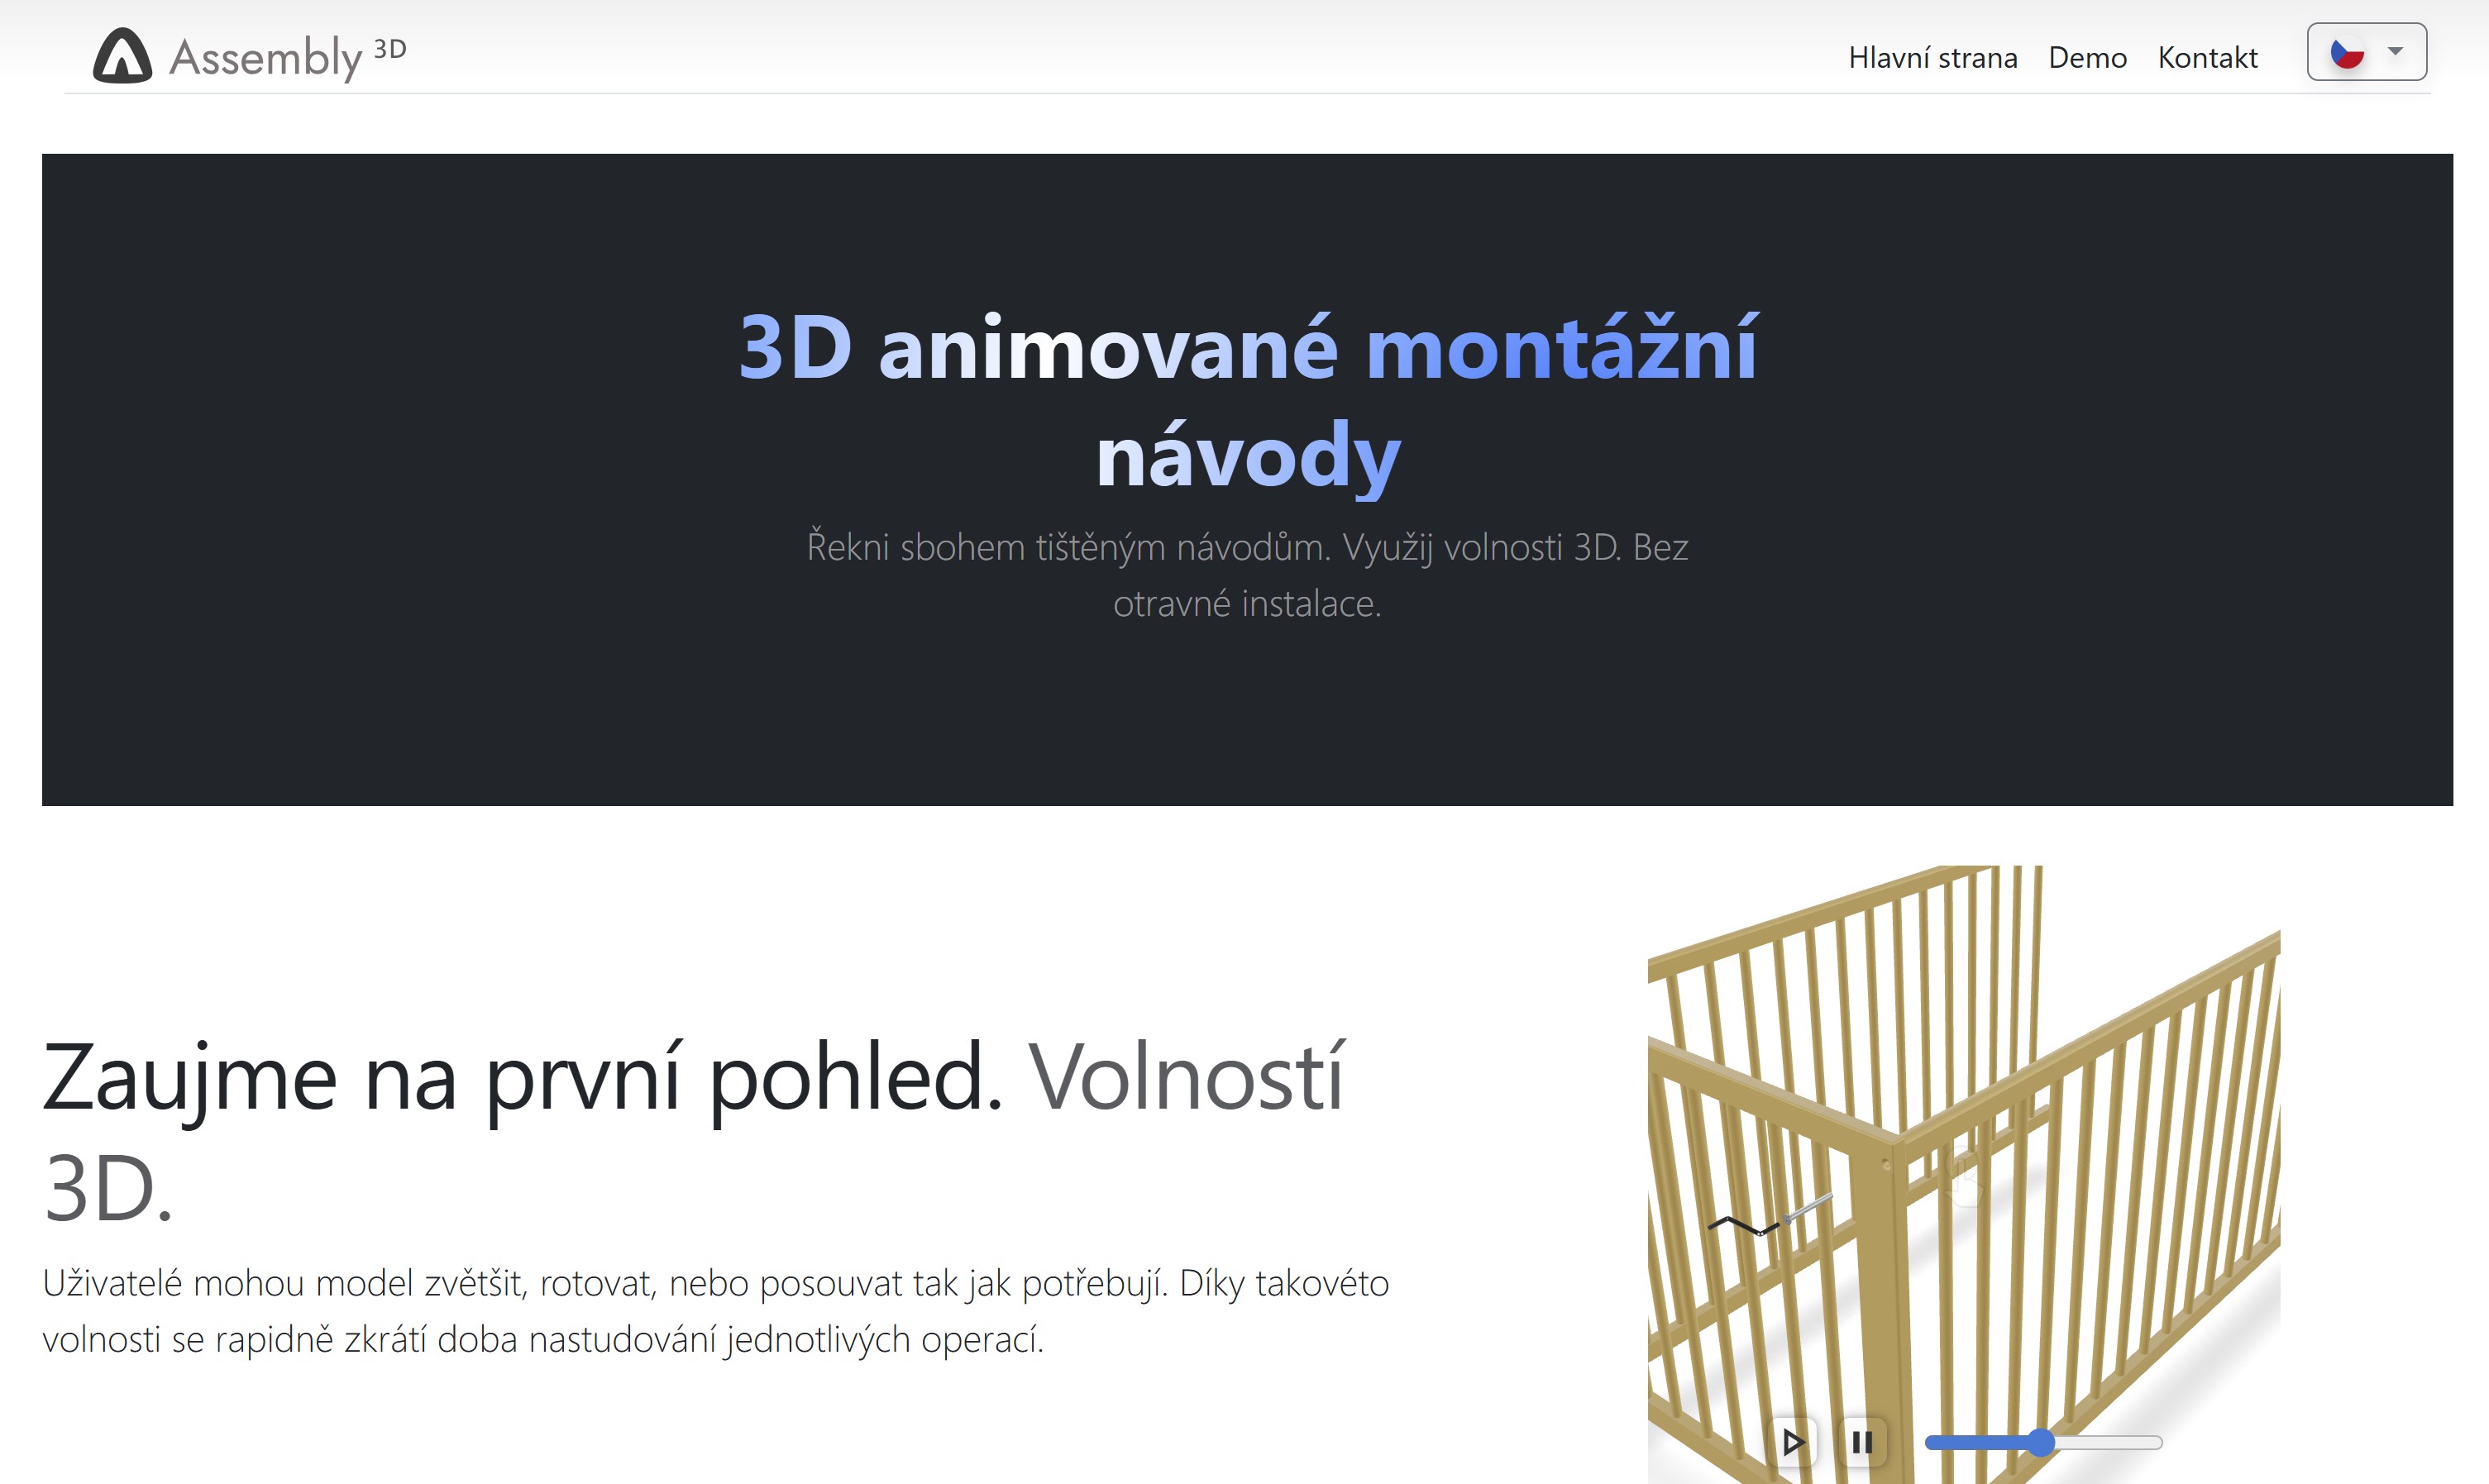 Assembly 3D
Hlavní strana Demo Kontakt
3D animované montážní
návody
Řekni sbohem tištěným návodům. Využij volnosti 3D. Bez
otravné instalace.
Zaujme na první pohled. Volností
3D.
Uživatelé mohou model zvětšit, rotovat, nebo posouvat tak jak potřebují. Díky takovéto
volnosti se rapidně zkrátí doba nastudování jednotlivých operací.